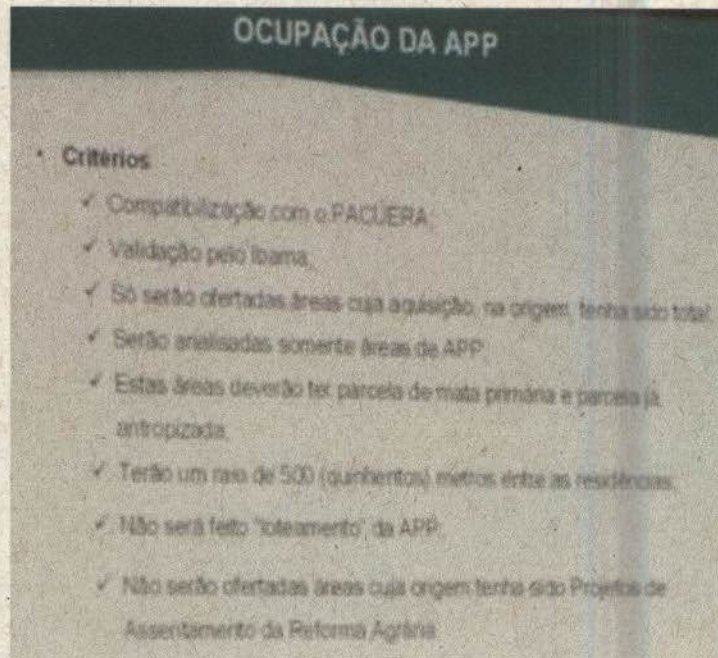 OCUPAÇÃO DA APP
• Critérios
✓ Compatibilização com o PACUERA;
✓ Validação pelo Ibama;
✓ Só serão ofertadas áreas cuja aquisição, na origem, tenha sido total;
✓ Serão analisadas somente áreas de APP;
✓ Estas áreas deverão ter parcela de mata primária e parcela já
antropizada;
✓ Terão um raio de 500 (quinhentos) metros entre as residências;
✓ Não será feito "loteamento", da APP;
✓ Não serão ofertadas áreas cuja origem tenha sido Projetos de
Assentamento da Reforma Agrária